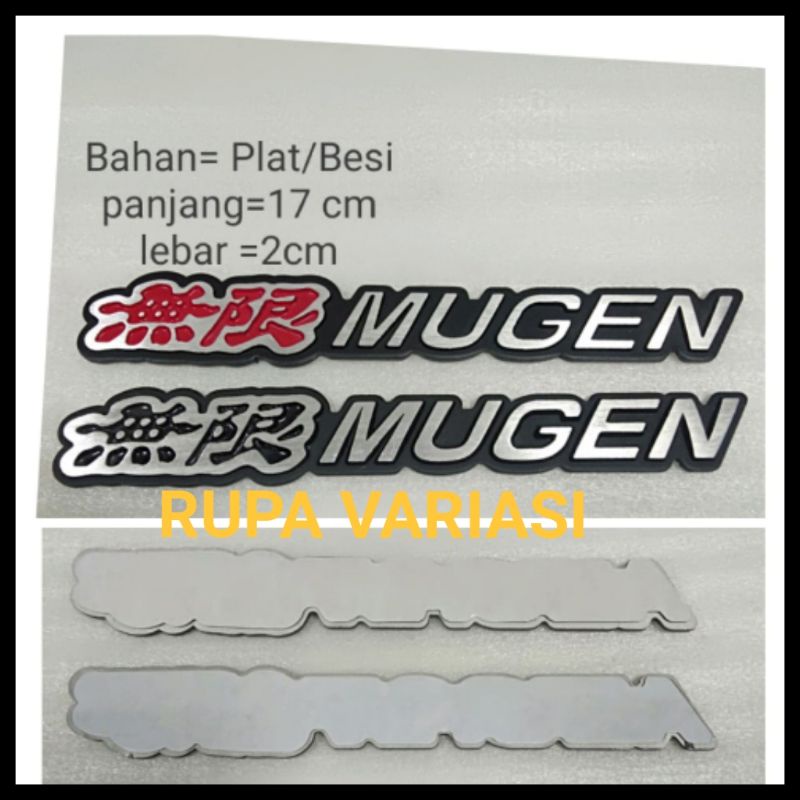 Bahan= Plat/Besi
panjang=17 cm
lebar =2cm
無限 MUGEN
無限 MUGEN
RUPA VARIASI